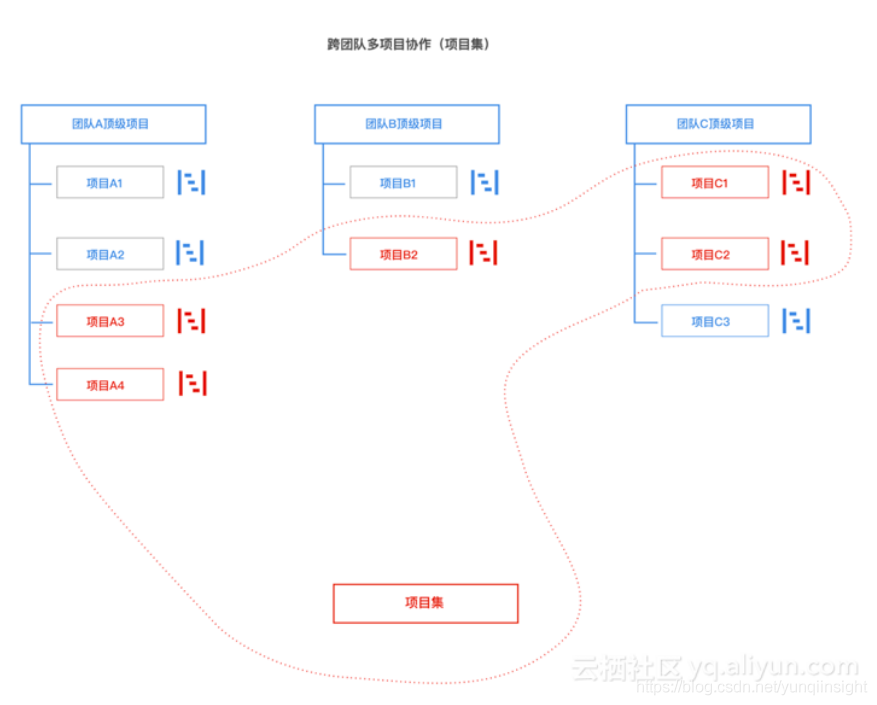 跨团队多项目协作（项目集）
团队A顶级项目
项目A1
项目A2
项目A3
项目A4
团队B顶级项目
项目B1
项目B2
团队C顶级项目
项目C1
项目C2
项目C3
项目集
云栖社区 yq.aliyun.com
https://blog.csdn.net/yunqiinsight